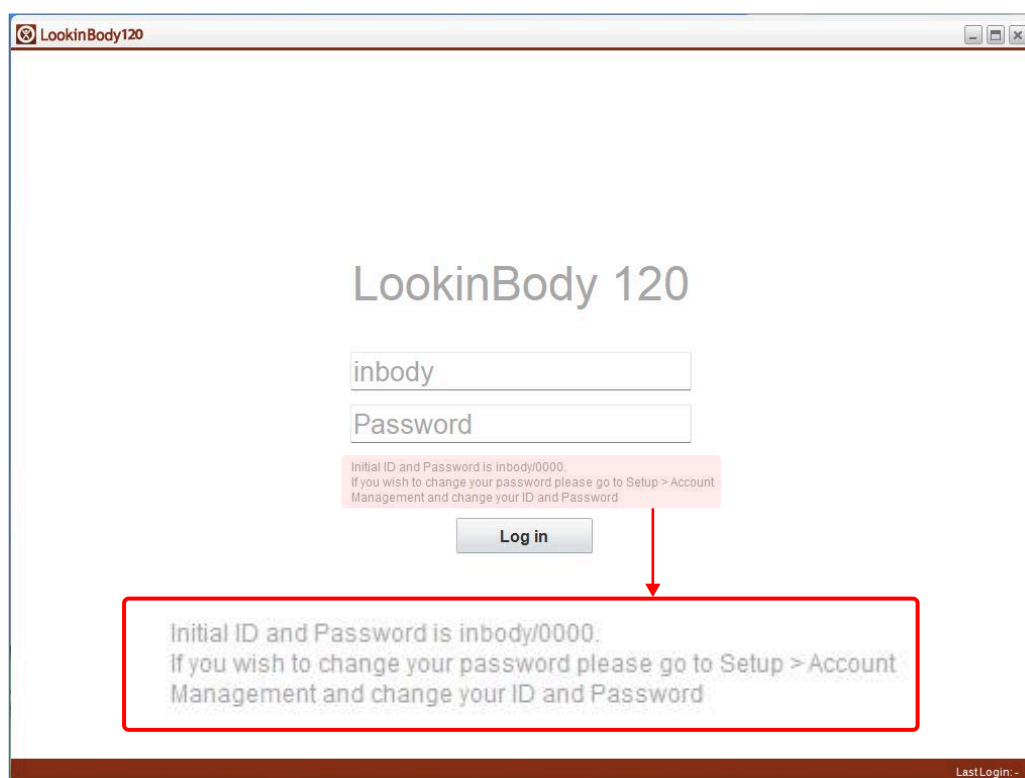 LookinBody120
LookinBody 120
inbody
Password
Initial ID and Password is inbody/0000.
If you wish to change your password please go to Setup > Account
Management and change your ID and Password
Log in
Initial ID and Password is inbody/0000.
If you wish to change your password please go to Setup > Account
Management and change your ID and Password
Last Login: -